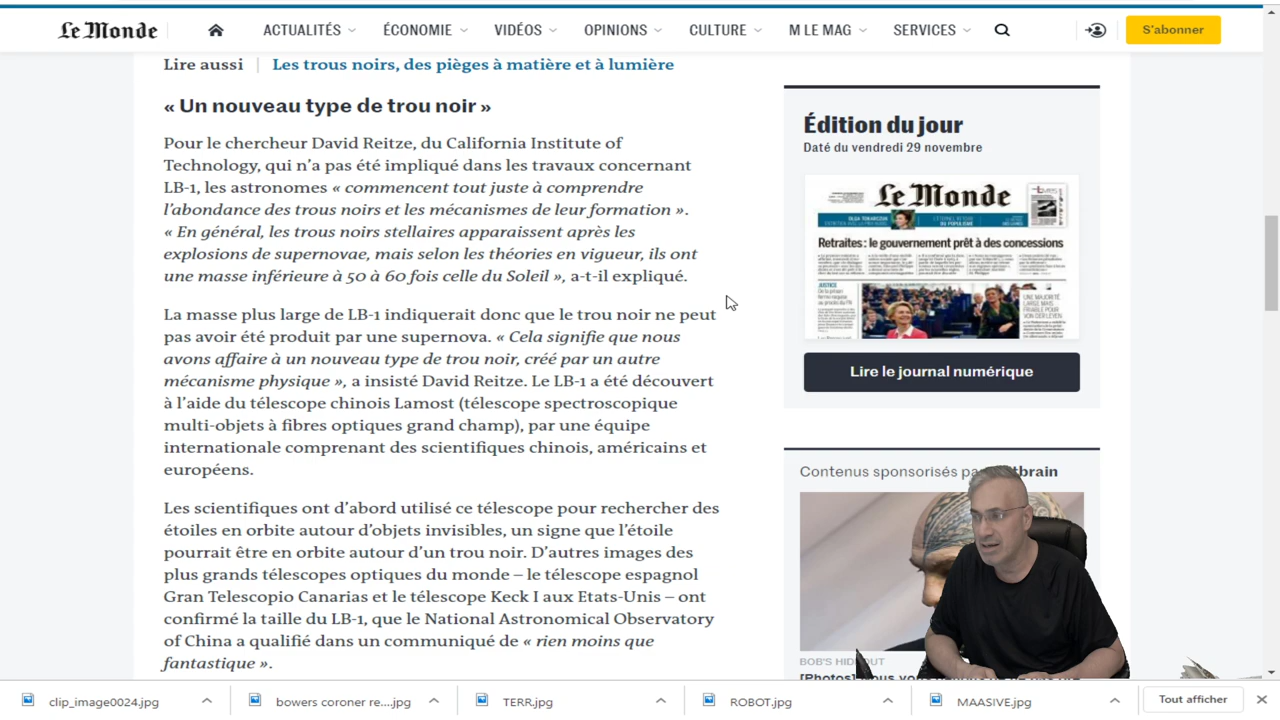 Le Monde
ACTUALITÉS
ÉCONOMIE
VIDÉOS
OPINIONS
CULTURE
M LE MAG
SERVICES
S'abonner
Lire aussi | Les trous noirs, des pièges à matière et à lumière
« Un nouveau type de trou noir »
Pour le chercheur David Reitze, du California Institute of
Technology, qui n'a pas été impliqué dans les travaux concernant
LB-1, les astronomes « commencent tout juste à comprendre
l'abondance des trous noirs et les mécanismes de leur formation ».
« En général, les trous noirs stellaires apparaissent après les
explosions de supernovae, mais selon les théories en vigueur, ils ont
une masse inférieure à 50 à 60 fois celle du Soleil », a-t-il expliqué.
La masse plus large de LB-1 indiquerait donc que le trou noir ne peut
pas avoir été produit par une supernova. « Cela signifie que nous
avons affaire à un nouveau type de trou noir, créé par un autre
mécanisme physique », a insisté David Reitze. Le LB-1 a été découvert
à l'aide du télescope chinois Lamost (télescope spectroscopique
multi-objets à fibres optiques grand champ), par une équipe
internationale comprenant des scientifiques chinois, américains et
européens.
Les scientifiques ont d'abord utilisé ce télescope pour rechercher des
étoiles en orbite autour d'objets invisibles, un signe que l'étoile
pourrait être en orbite autour d'un trou noir. D'autres images des
plus grands télescopes optiques du monde – le télescope espagnol
Gran Telescopio Canarias et le télescope Keck I aux Etats-Unis – ont
confirmé la taille du LB-1, que le National Astronomical Observatory
of China a qualifié dans un communiqué de « rien moins que
fantastique ».
Édition du jour
Daté du vendredi 29 novembre
Le Monde
Retraites : le gouvernement prêt à des concessions
JUSTICE
UNE MAJORITÉ
LARGE MAIS
FRAGILE POUR
VON DER LEYEN
Lire le journal numérique
Contenus sponsorisés
brain
BOB'S
[Photos]
clip_image0024.jpg
bowers coroner re....jpg
TERR.jpg
ROBOT.jpg
MAASIVE.jpg
Tout afficher